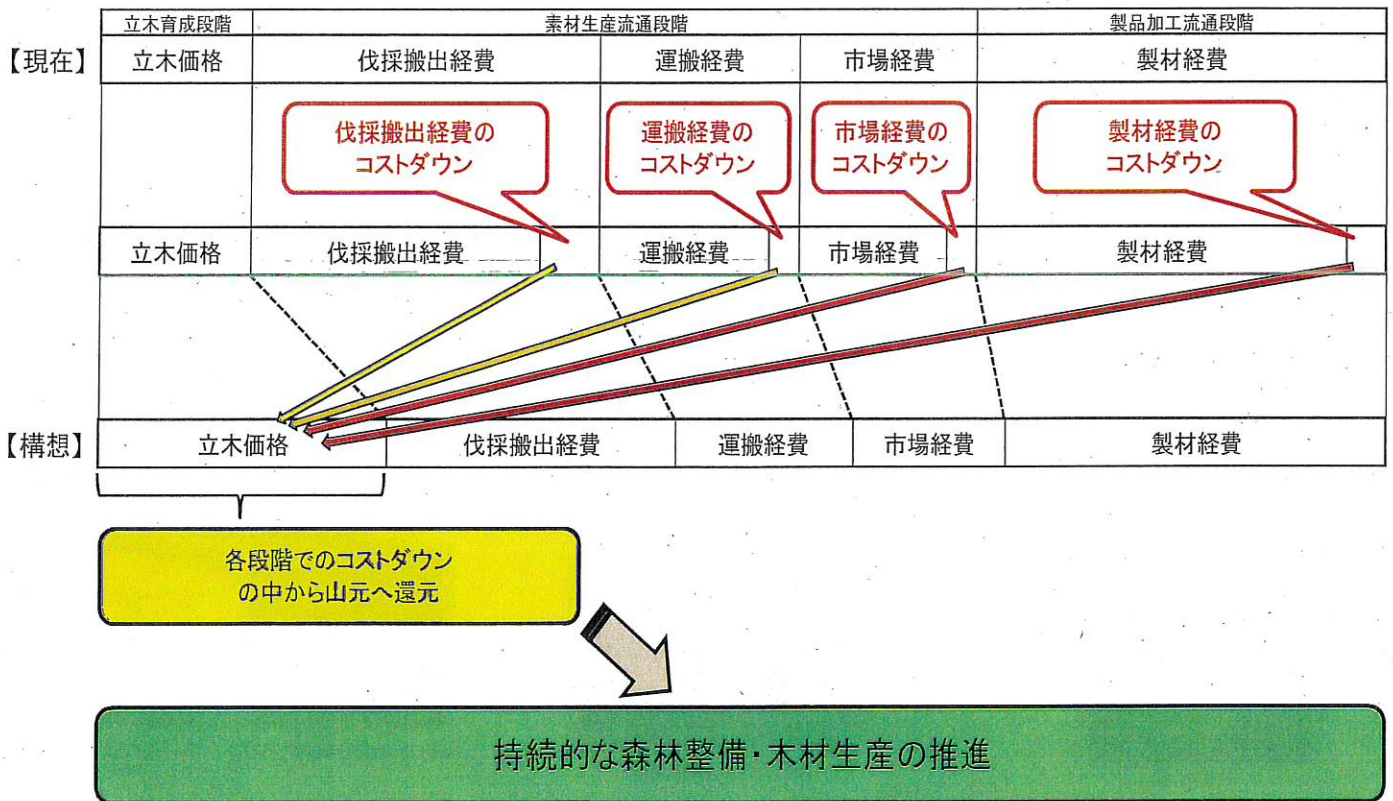 立木育成段階 素材生産流通段階 製品加工流通段階
【現在】 立木価格 伐採搬出経費 運搬経費 市場経費 製材経費
伐採搬出経費の
コストダウン
運搬経費の
コストダウン
市場経費の
コストダウン
製材経費の
コストダウン
立木価格 伐採搬出経費 運搬経費 市場経費 製材経費
【構想】 立木価格 伐採搬出経費 運搬経費 市場経費 製材経費
各段階でのコストダウン
の中から山元へ還元
持続的な森林整備・木材生産の推進